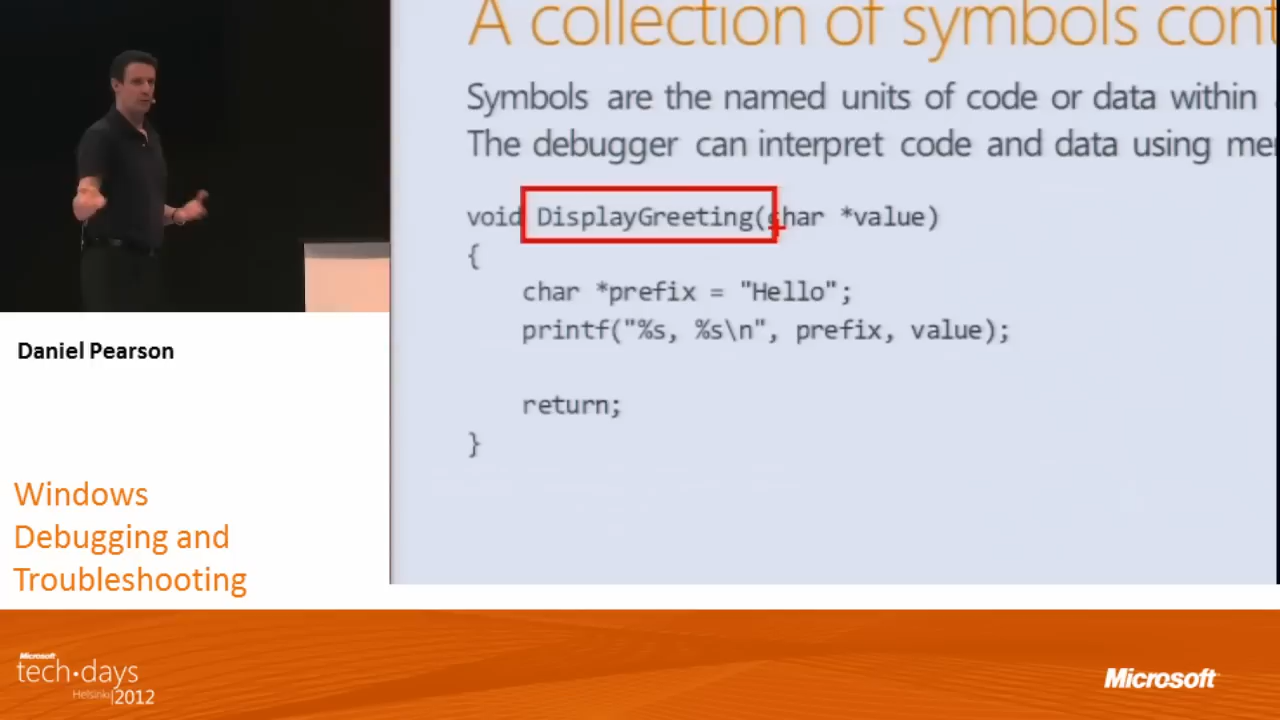 A collection of symbols cont
Symbols are the named units of code or data within
The debugger can interpret code and data using me
void DisplayGreeting(char *value)
{
char *prefix = "Hello";
printf("%s, %s\n", prefix, value);
return;
}
Daniel Pearson
Windows
Debugging and
Troubleshooting
Microsoft
tech·days
Helsinki|2012
Microsoft